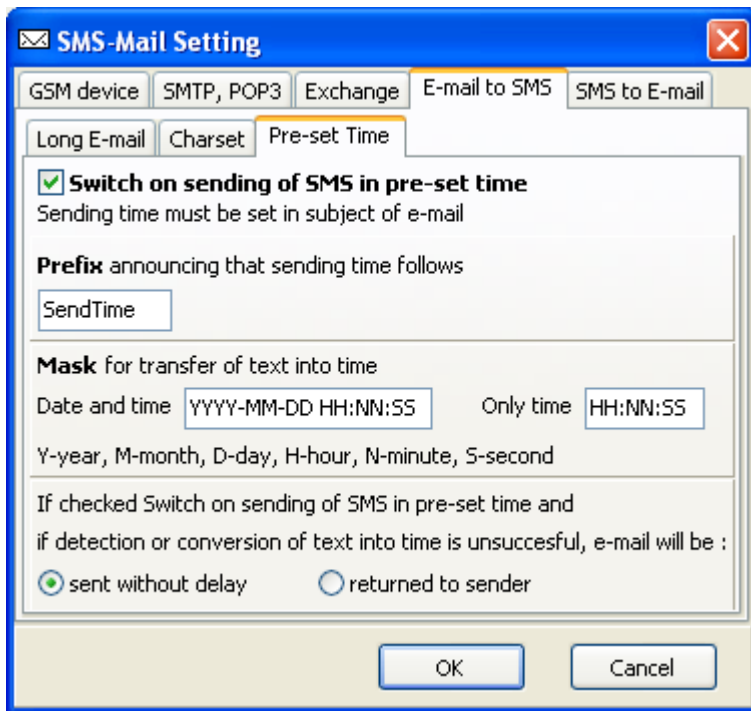 SMS-Mail Setting
GSM device SMTP, POP3 Exchange E-mail to SMS SMS to E-mail
Long E-mail Charset Pre-set Time
Switch on sending of SMS in pre-set time
Sending time must be set in subject of e-mail
Prefix announcing that sending time follows
SendTime
Mask for transfer of text into time
Date and time YYYY-MM-DD HH:NN:SS Only time HH:NN:SS
Y-year, M-month, D-day, H-hour, N-minute, S-second
If checked Switch on sending of SMS in pre-set time and
if detection or conversion of text into time is unsuccesful, e-mail will be :
sent without delay returned to sender
OK Cancel